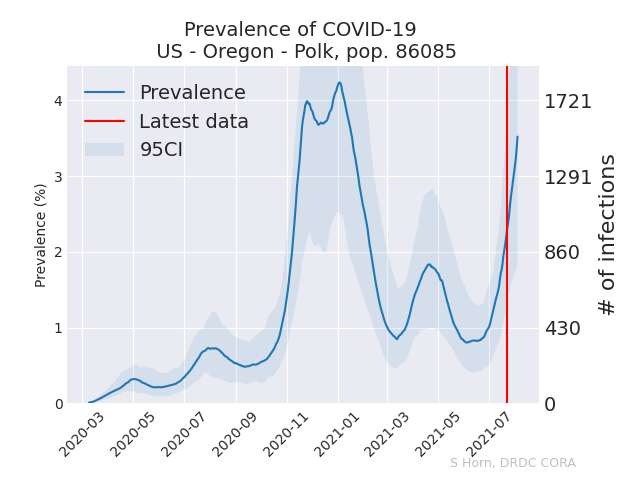 Prevalence of COVID-19
US - Oregon - Polk, pop. 86085
Prevalence
Latest data
95CI
Prevalence (%)
4
3
2
1
0
1721
1291
860
430
0
# of infections
2020-03
2020-05
2020-07
2020-09
2020-11
2021-01
2021-03
2021-05
2021-07
S Horn, DRDC CORA